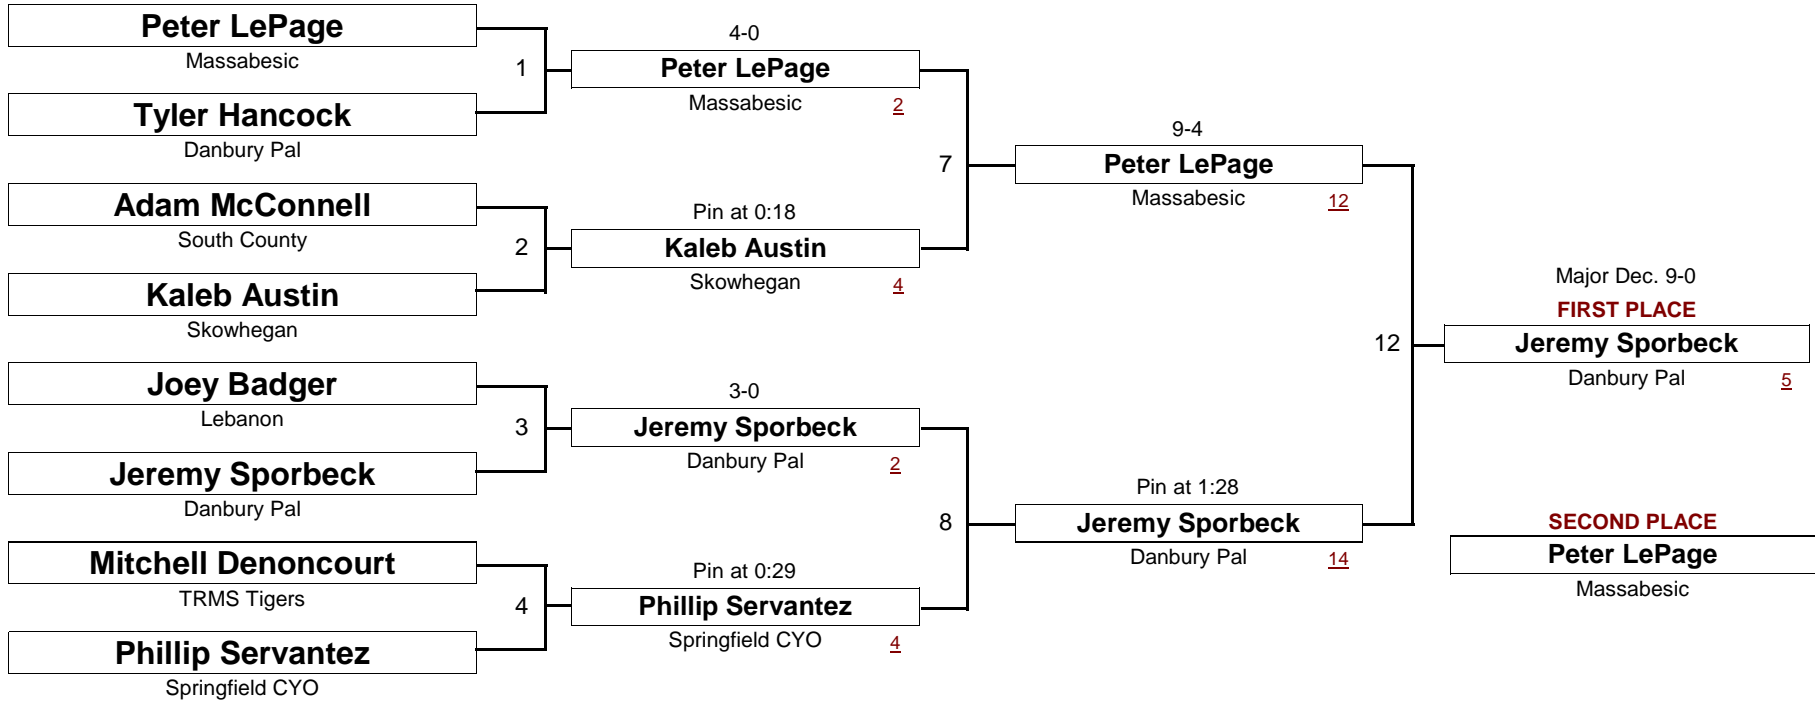 Peter LePage
Massabesic
1
Tyler Hancock
Danbury Pal
Adam McConnell
South County
2
Kaleb Austin
Skowhegan
Joey Badger
Lebanon
3
Jeremy Sporbeck
Danbury Pal
Mitchell Denoncourt
TRMS Tigers
4
Phillip Servantez
Springfield CYO
4-0
Peter LePage
Massabesic 2
7
Pin at 0:18
Kaleb Austin
Skowhegan 4
3-0
Jeremy Sporbeck
Danbury Pal 2
8
Pin at 0:29
Phillip Servantez
Springfield CYO 4
9-4
Peter LePage
Massabesic 12
12
Pin at 1:28
Jeremy Sporbeck
Danbury Pal 14
Major Dec. 9-0
FIRST PLACE
Jeremy Sporbeck
Danbury Pal 5
SECOND PLACE
Peter LePage
Massabesic